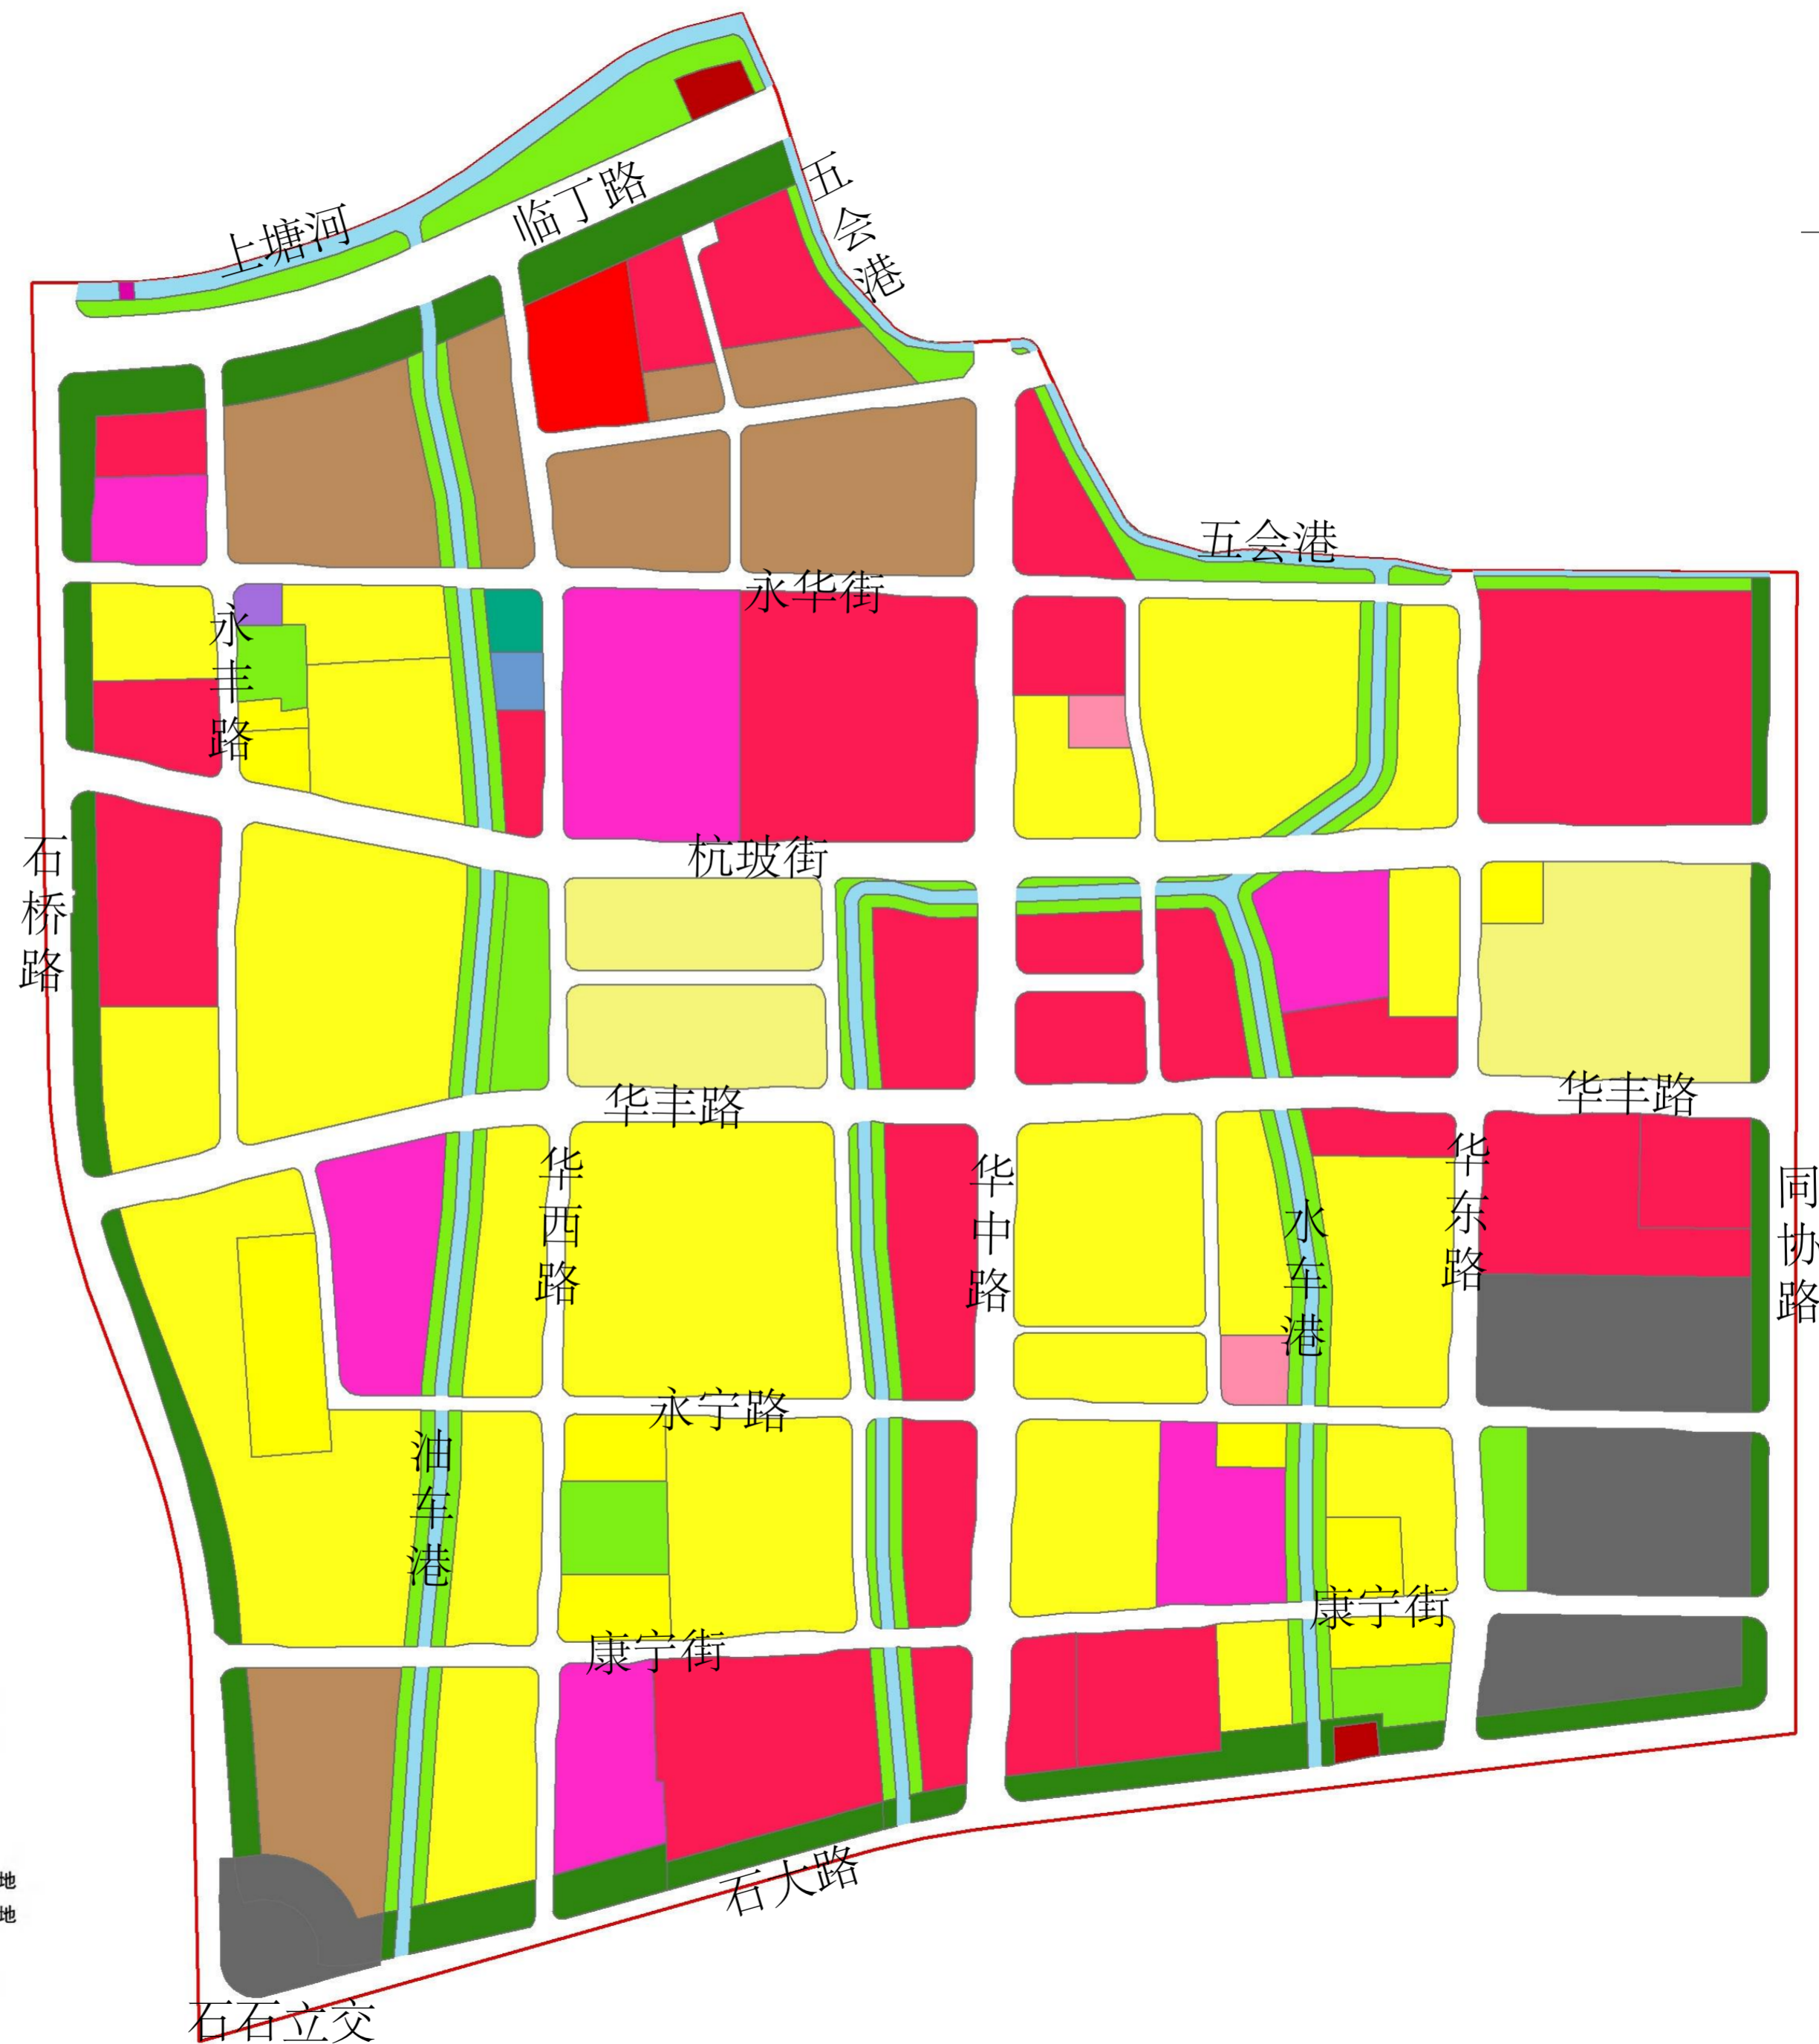 上塘河
临丁路
五会港
五会港
永华街
永丰路
杭玻街
石桥路
华丰路
华丰路
华西路
华中路
水车港
华东路
同协路
永宁路
油车港
康宁街
康宁街
石大路
地
地
石石立交